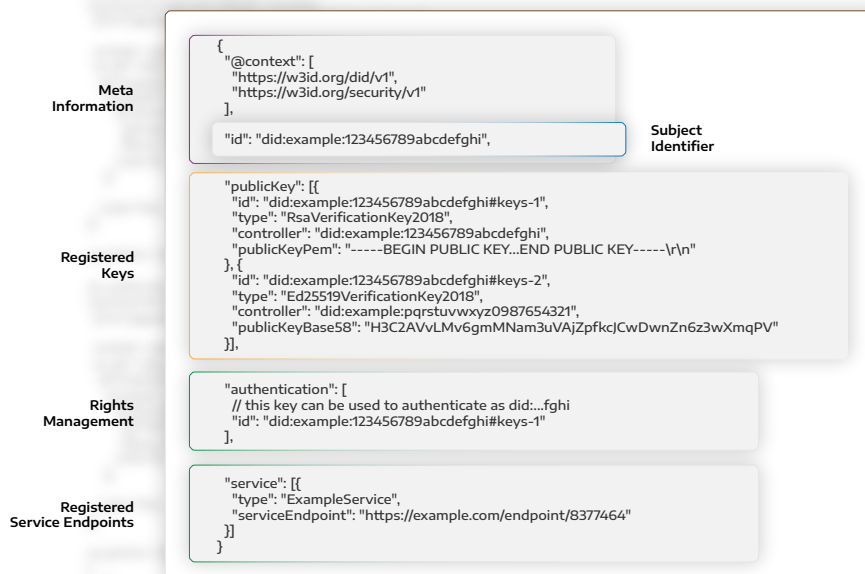 {
"@context": [
"https://w3id.org/did/v1",
"https://w3id.org/security/v1"
],
Meta
Information
"id": "did:example:123456789abcdefghi",
Subject
Identifier
"publicKey": [{
"id": "did:example:123456789abcdefghi#keys-1",
"type": "RsaVerificationKey2018",
"controller": "did:example:123456789abcdefghi",
"publicKeyPem": "-----BEGIN PUBLIC KEY...END PUBLIC KEY-----\r\n"
}, {
"id": "did:example:123456789abcdefghi#keys-2",
"type": "Ed25519VerificationKey2018",
"controller": "did:example:pqrstuvwxyz0987654321",
"publicKeyBase58": "H3C2AVvLMv6gmMNam3uVAjZpfkcJCwDwnZn6z3wXmqPV"
}],
Registered
Keys
"authentication": [
// this key can be used to authenticate as did:...fghi
"id": "did:example:123456789abcdefghi#keys-1"
],
Rights
Management
"service": [{
"type": "ExampleService",
"serviceEndpoint": "https://example.com/endpoint/8377464"
}]
}
Registered
Service Endpoints